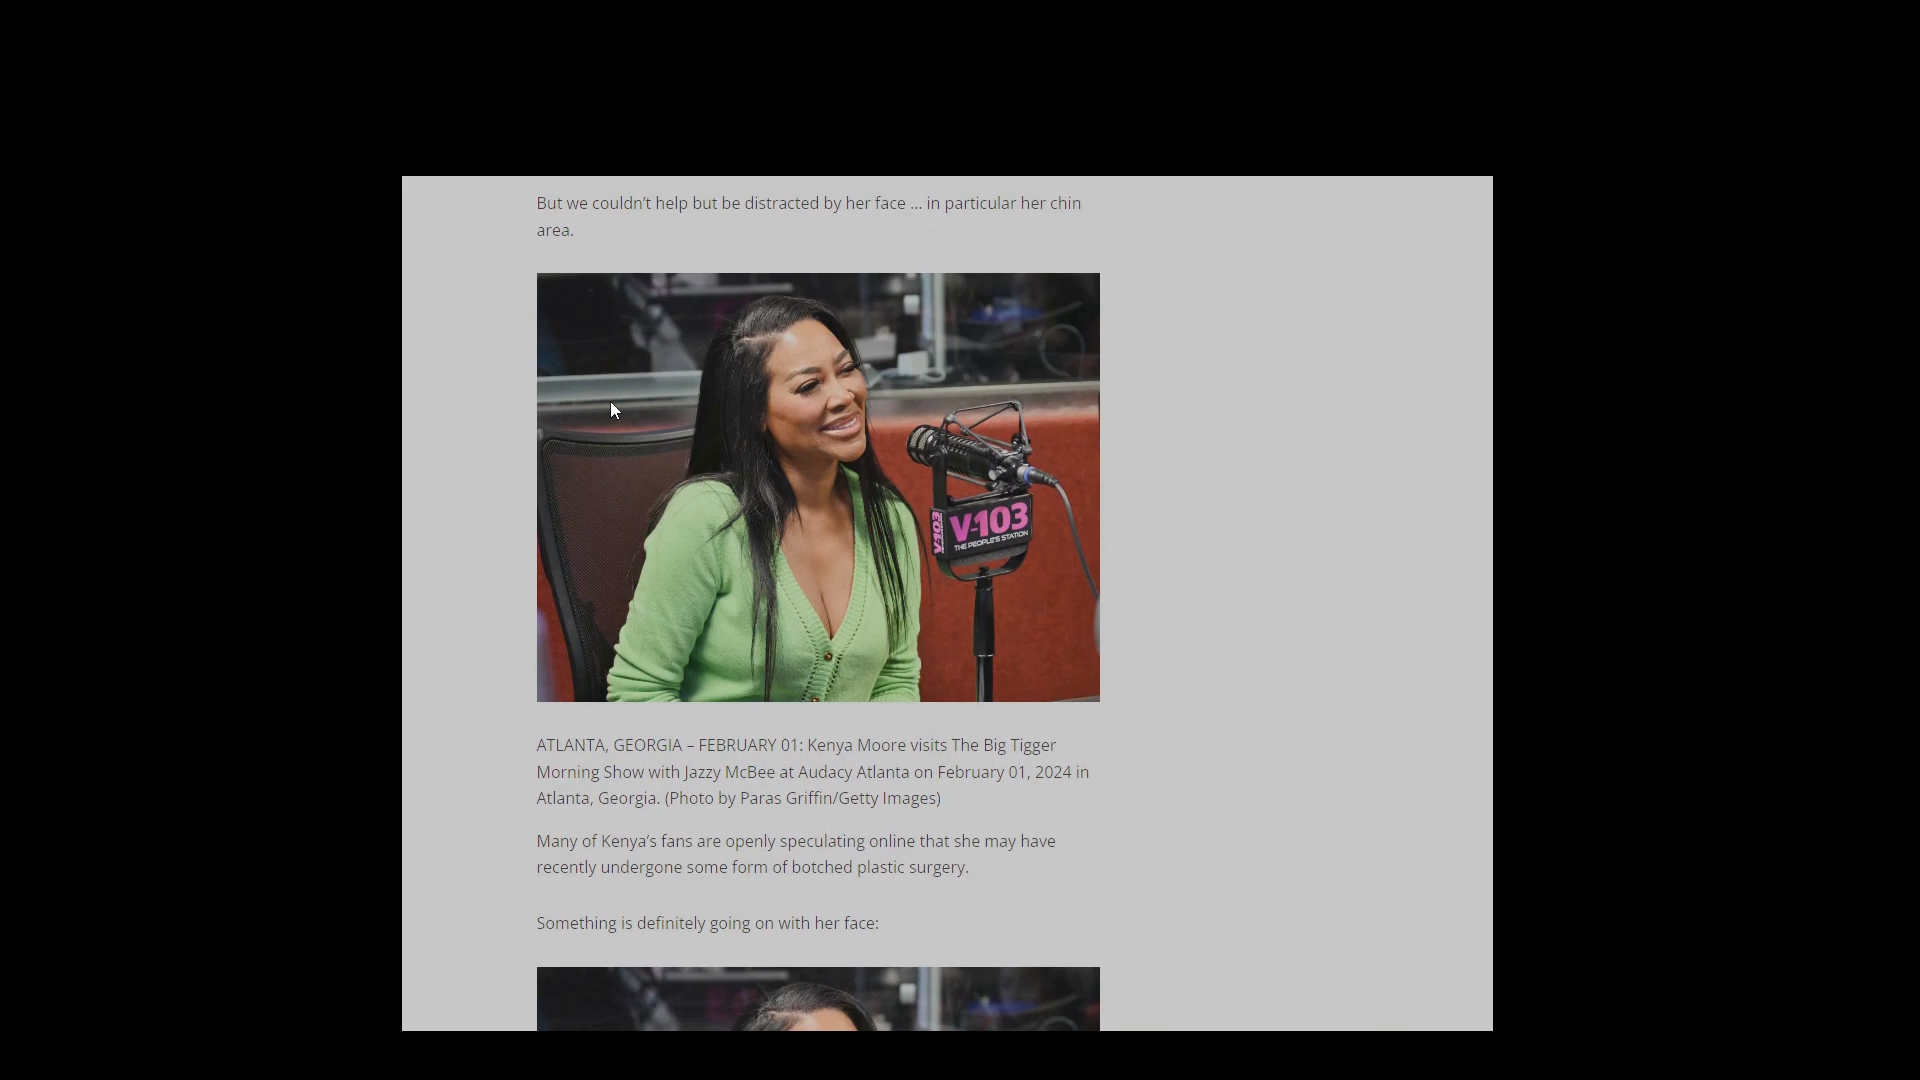 But we couldn’t help but be distracted by her face … in particular her chin
area.
V-103
V-103
THE PEOPLE'S STATION
ATLANTA, GEORGIA – FEBRUARY 01: Kenya Moore visits The Big Tigger
Morning Show with Jazzy McBee at Audacy Atlanta on February 01, 2024 in
Atlanta, Georgia. (Photo by Paras Griffin/Getty Images)
Many of Kenya’s fans are openly speculating online that she may have
recently undergone some form of botched plastic surgery.
Something is definitely going on with her face: